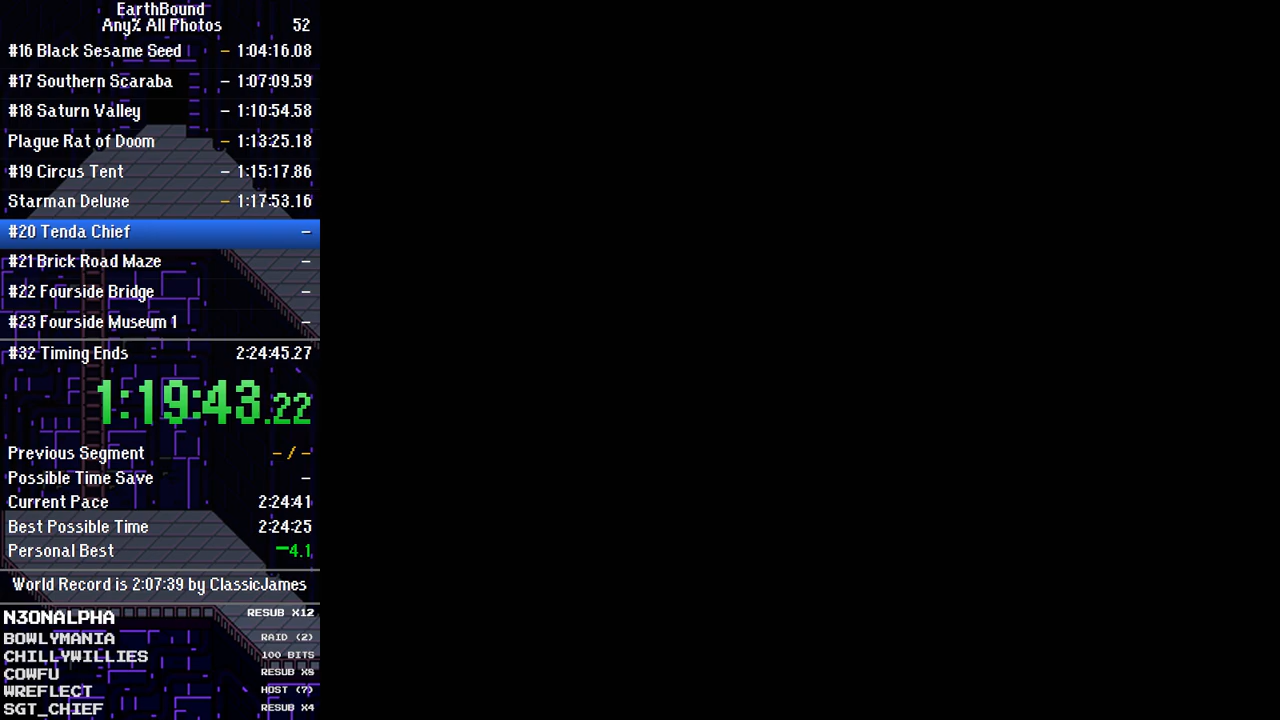 EarthBound
Any% All Photos 52
#16 Black Sesame Seed – 1:04:16.08
#17 Southern Scaraba – 1:07:09.59
#18 Saturn Valley – 1:10:54.58
Plague Rat of Doom – 1:13:25.18
#19 Circus Tent – 1:15:17.86
Starman Deluxe – 1:17:53.16
#20 Tenda Chief –
#21 Brick Road Maze –
#22 Fourside Bridge –
#23 Fourside Museum 1 –
#32 Timing Ends 2:24:45.27
1:19:43.22
Previous Segment – / –
Possible Time Save –
Current Pace 2:24:41
Best Possible Time 2:24:25
Personal Best −4.1
World Record is 2:07:39 by ClassicJames
N3ONALPHA RESUB X12
BOWLYMANIA RAID (2)
CHILLYWILLIES 100 BITS
COWFU RESUB X8
WREFLECT HOST (?)
SGT_CHIEF RESUB X4